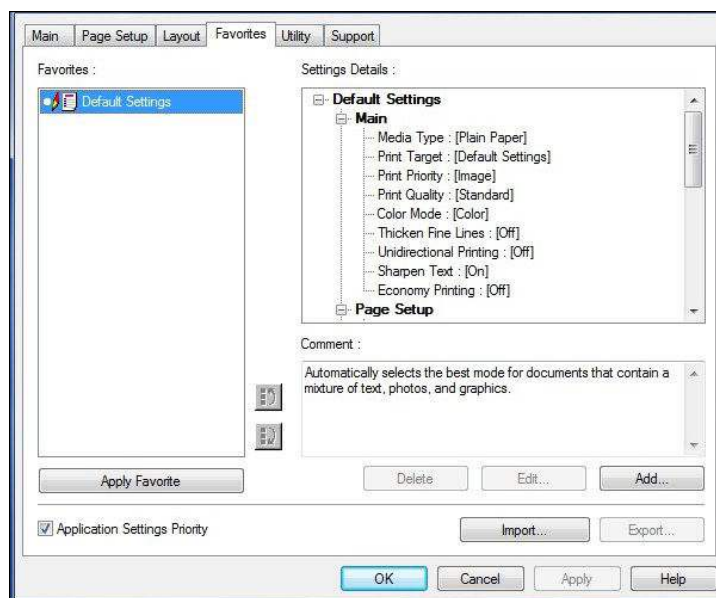 Main Page Setup Layout Favorites Utility Support
Favorites : Settings Details :
Default Settings
Default Settings
Main
Media Type : [Plain Paper]
Print Target : [Default Settings]
Print Priority : [Image]
Print Quality : [Standard]
Color Mode : [Color]
Thicken Fine Lines : [Off]
Unidirectional Printing : [Off]
Sharpen Text : [On]
Economy Printing : [Off]
Page Setup
Comment :
Automatically selects the best mode for documents that contain a
mixture of text, photos, and graphics.
Apply Favorite Delete Edit... Add...
Application Settings Priority Import... Export...
OK Cancel Apply Help